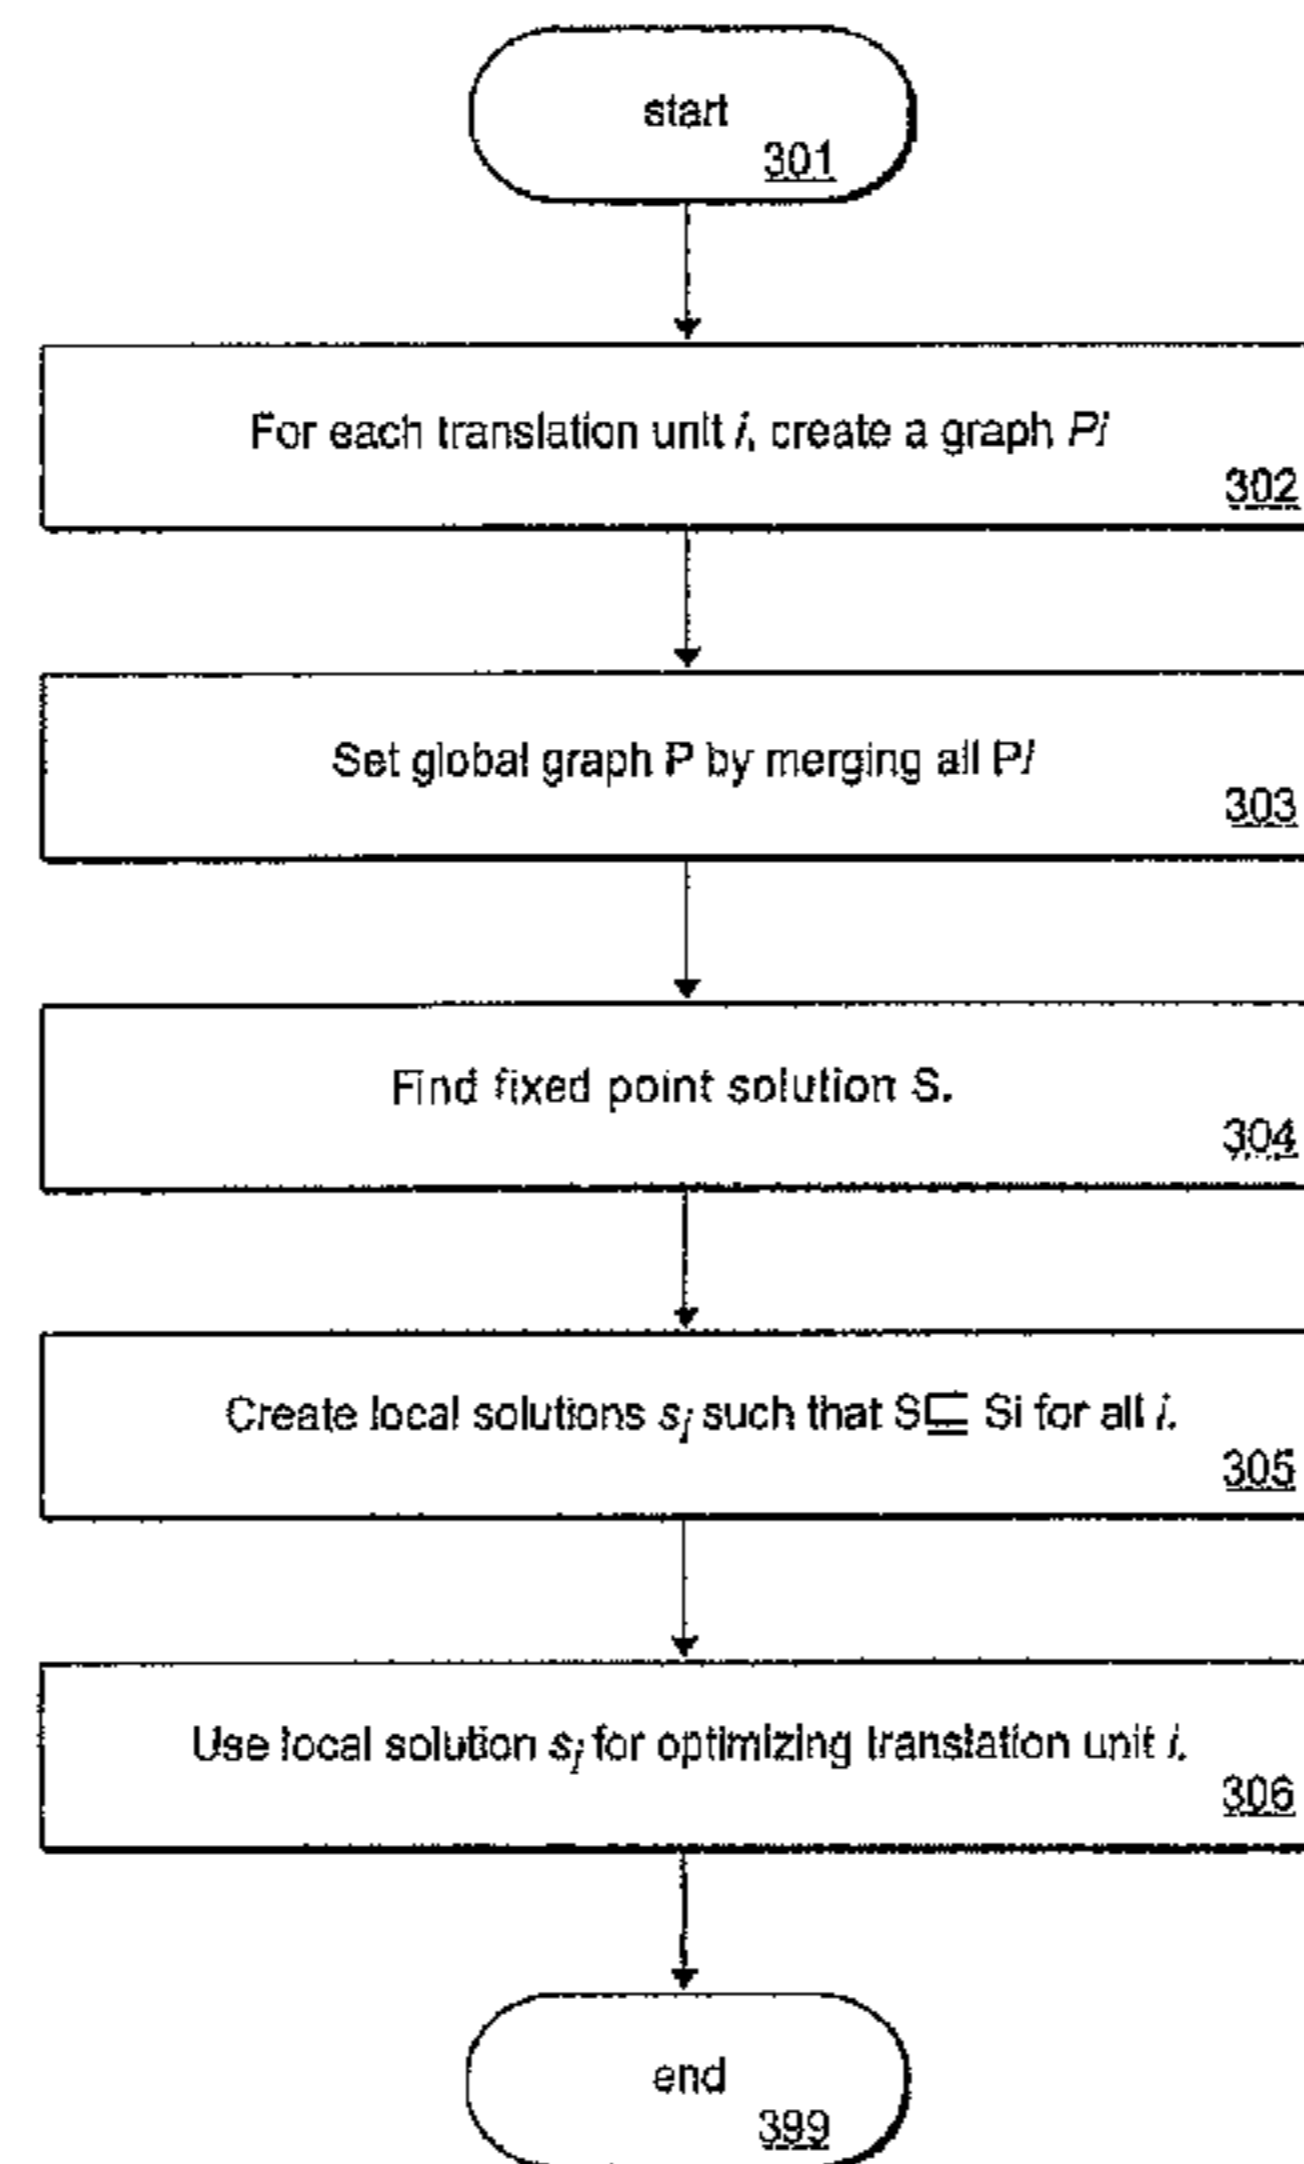 start
301
For each translation unit i, create a graph Pi
302
Set global graph P by merging all Pi
303
Find fixed point solution S.
304
Create local solutions si such that S⊑ Si for all i.
305
Use local solution si for optimizing translation unit i.
306
end
399